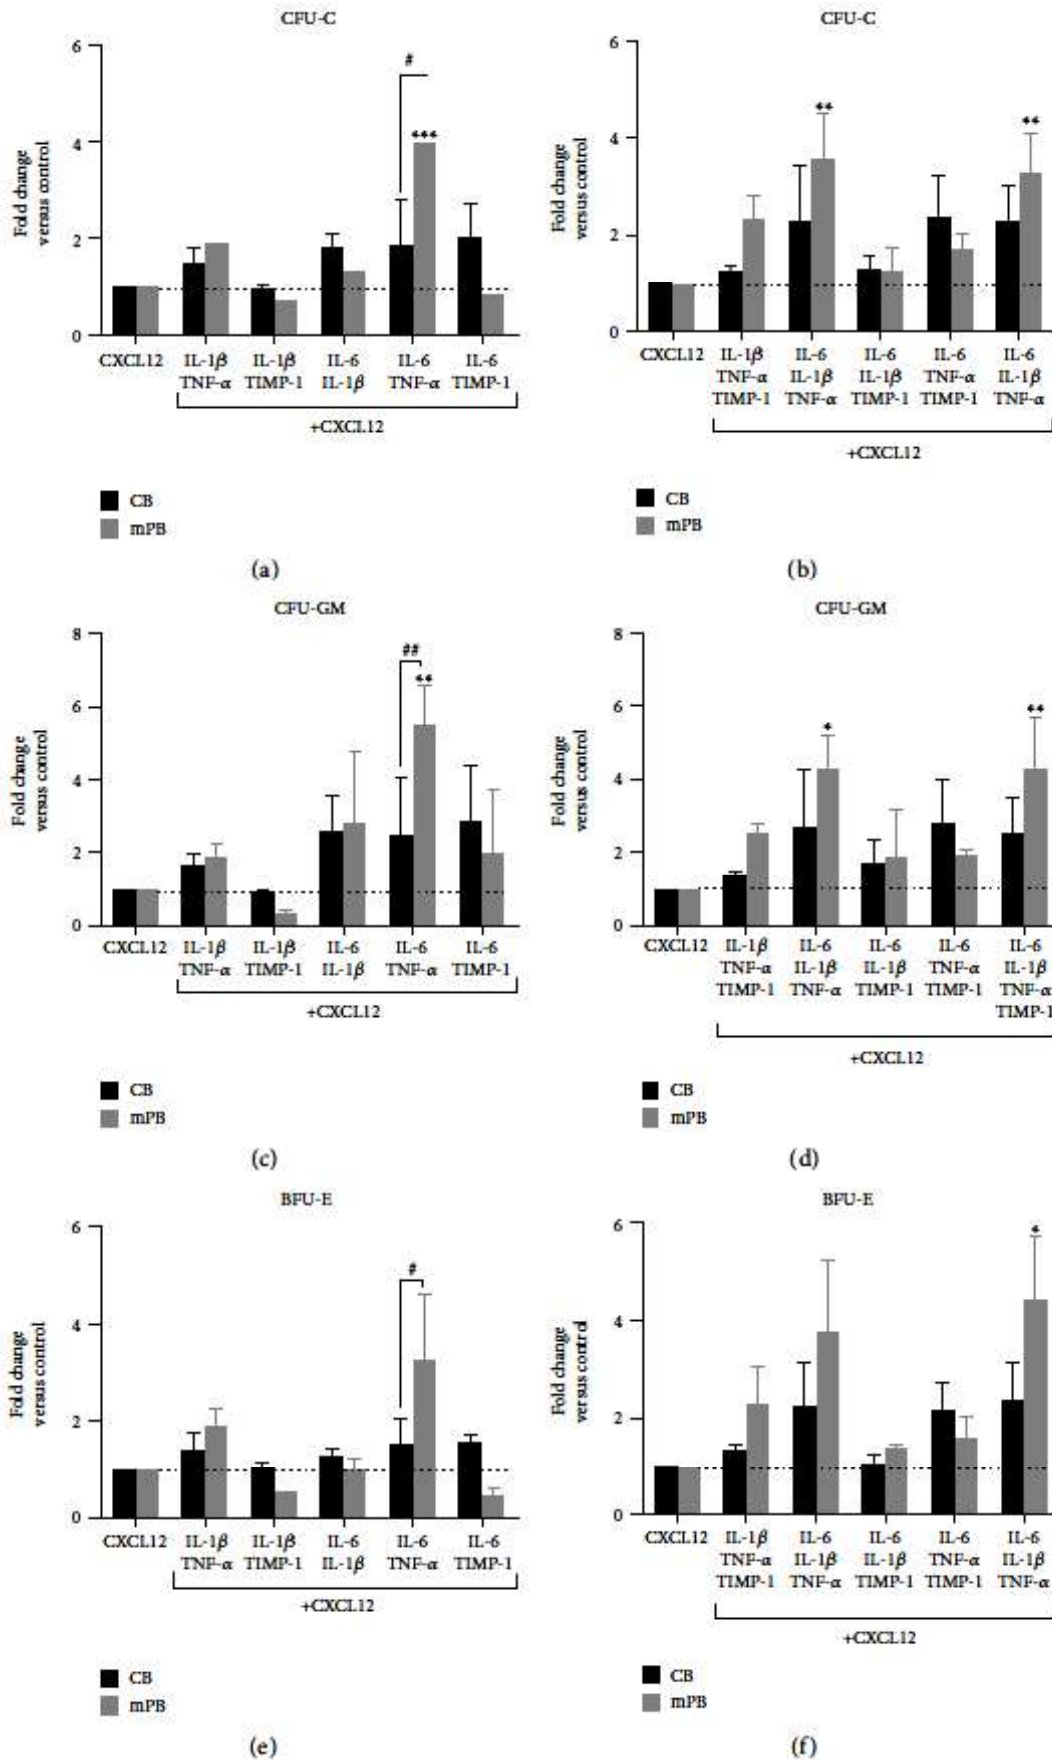 CFU-C
Fold change
versus control
6
4
2
0
#
***
CXCL12 IL-1β IL-1β IL-6 IL-6 IL-6
TNF-α TIMP-1 IL-1β TNF-α TIMP-1
+CXCL12
CB
mPB
(a)
CFU-C
Fold change
versus control
6
4
2
0
**
**
CXCL12 IL-1β IL-6 IL-6 IL-6 IL-6
TNF-α IL-1β IL-1β TNF-α IL-1β
TIMP-1 TNF-α TIMP-1 TIMP-1 TNF-α
+CXCL12
CB
mPB
(b)
CFU-GM
Fold change
versus control
8
6
4
2
0
##
**
CXCL12 IL-1β IL-1β IL-6 IL-6 IL-6
TNF-α TIMP-1 IL-1β TNF-α TIMP-1
+CXCL12
CB
mPB
(c)
CFU-GM
Fold change
versus control
8
6
4
2
0
*
**
CXCL12 IL-1β IL-6 IL-6 IL-6 IL-6
TNF-α IL-1β IL-1β TNF-α IL-1β
TIMP-1 TNF-α TIMP-1 TIMP-1 TNF-α
TIMP-1
+CXCL12
CB
mPB
(d)
BFU-E
Fold change
versus control
6
4
2
0
#
CXCL12 IL-1β IL-1β IL-6 IL-6 IL-6
TNF-α TIMP-1 IL-1β TNF-α TIMP-1
+CXCL12
CB
mPB
(e)
BFU-E
Fold change
versus control
6
4
2
0
*
CXCL12 IL-1β IL-6 IL-6 IL-6 IL-6
TNF-α IL-1β IL-1β TNF-α IL-1β
TIMP-1 TNF-α TIMP-1 TIMP-1 TNF-α
+CXCL12
CB
mPB
(f)